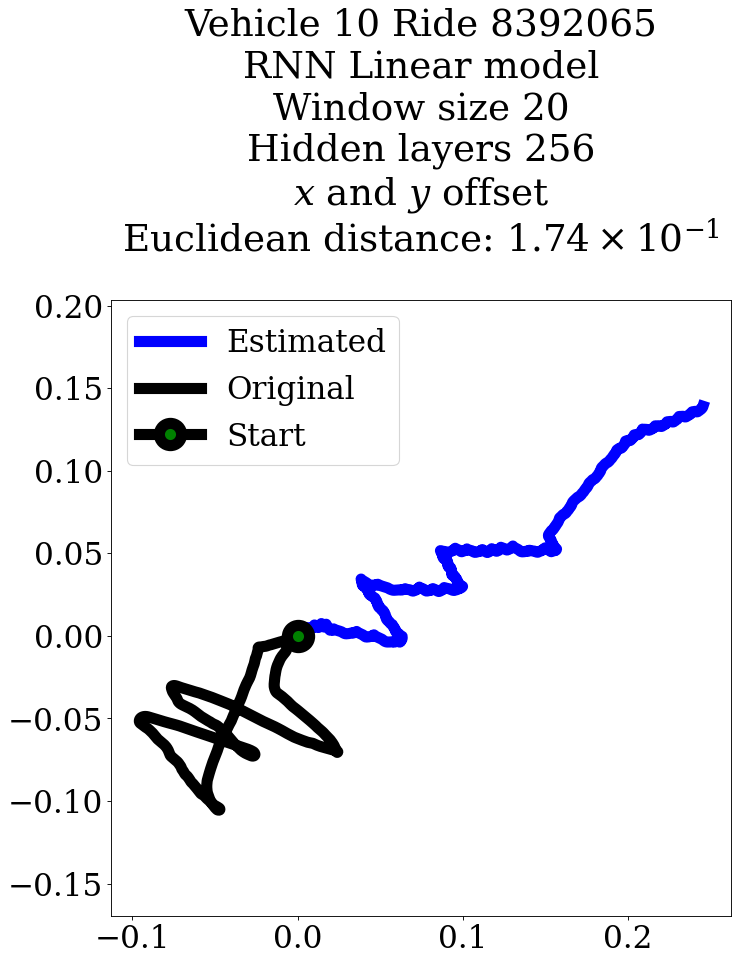 Vehicle 10 Ride 8392065
RNN Linear model
Window size 20
Hidden layers 256
x and y offset
Euclidean distance: 1.74 × 10⁻¹
0.20
0.15
0.10
0.05
0.00
−0.05
−0.10
−0.15
Estimated
Original
Start
−0.1 0.0 0.1 0.2